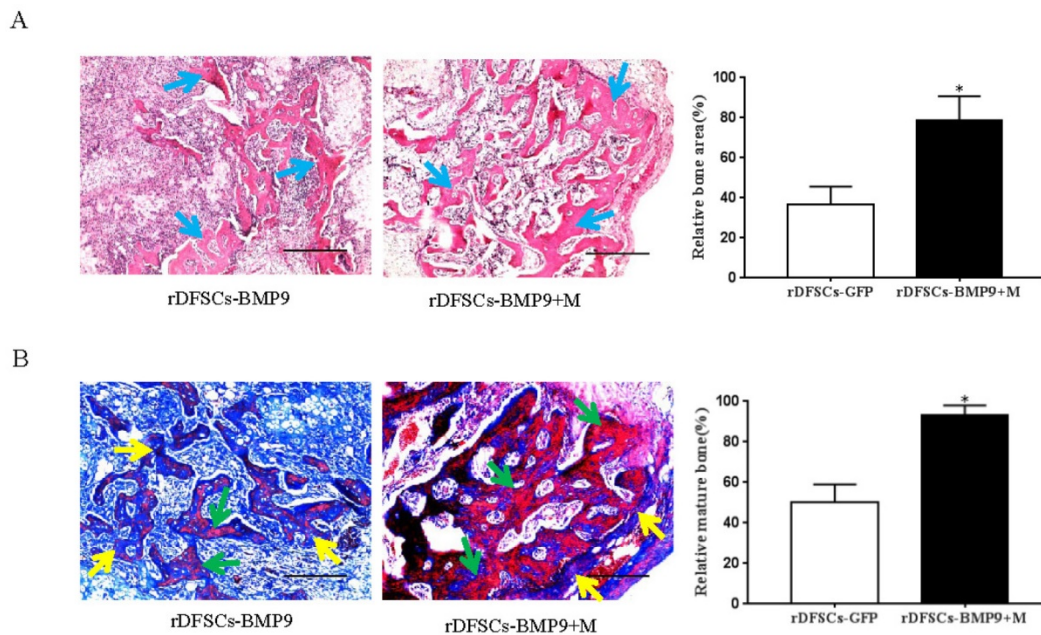 A
rDFSCs-BMP9
rDFSCs-BMP9+M
Relative bone area(%)
100
80
60
40
20
0
*
rDFSCs-GFP
rDFSCs-BMP9+M
B
rDFSCs-BMP9
rDFSCs-BMP9+M
Relative mature bone(%)
100
80
60
40
20
0
*
rDFSCs-GFP
rDFSCs-BMP9+M